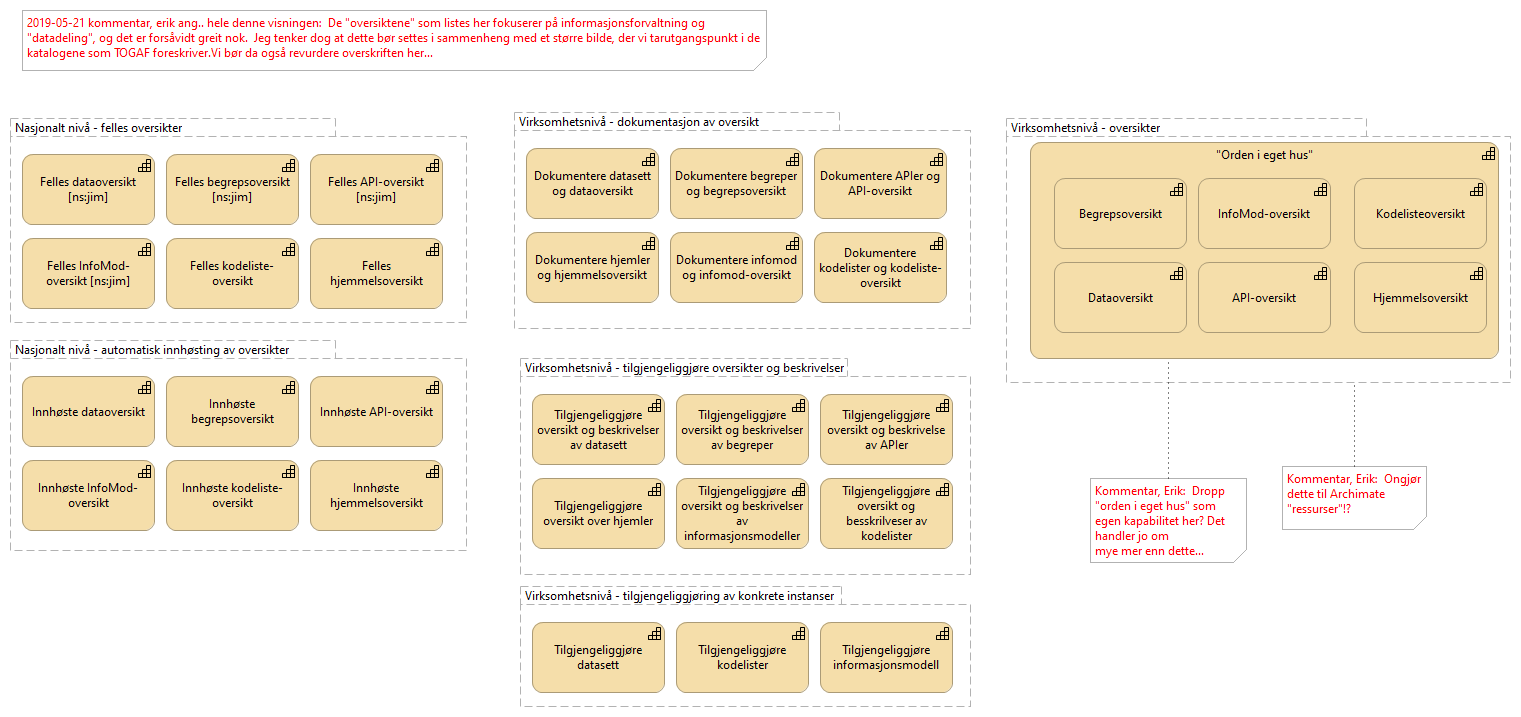 2019-05-21 kommentar, erik ang.. hele denne visningen:  De "oversiktene" som listes her fokuserer på informasjonsforvaltning og
"datadeling", og det er forsåvidt greit nok.  Jeg tenker dog at dette bør settes i sammenheng med et større bilde, der vi tarutgangspunkt i de
katalogene som TOGAF foreskriver.Vi bør da også revurdere overskriften her...
Nasjonalt nivå - felles oversikter
Felles dataoversikt
[ns:jim]
Felles begrepsoversikt
[ns:jim]
Felles API-oversikt
[ns:jim]
Felles InfoMod-
oversikt [ns:jim]
Felles kodeliste-
oversikt
Felles
hjemmelsoversikt
Nasjonalt nivå - automatisk innhøsting av oversikter
Innhøste dataoversikt
Innhøste
begrepsoversikt
Innhøste API-oversikt
Innhøste InfoMod-
oversikt
Innhøste kodeliste-
oversikt
Innhøste
hjemmelsoversikt
Virksomhetsnivå - dokumentasjon av oversikt
Dokumentere datasett
og dataoversikt
Dokumentere begreper
og begrepsoversikt
Dokumentere APIer og
API-oversikt
Dokumentere hjemler
og hjemmelsoversikt
Dokumentere infomod
og infomod-oversikt
Dokumentere
kodelister og kodeliste-
oversikt
Virksomhetsnivå - tilgjengeliggjøre oversikter og beskrivelser
Tilgjengeliggjøre
oversikt og beskrivelser
av datasett
Tilgjengeliggjøre
oversikt og beskrivelser
av begreper
Tilgjengeliggjøre
oversikt og beskrivelse
av APIer
Tilgjengeliggjøre
oversikt over hjemler
Tilgjengeliggjøre
oversikt og beskrivelser
av
informasjonsmodeller
Tilgjengeliggjøre
oversikt og
besskrilveser av
kodelister
Virksomhetsnivå - tilgjengeliggjøring av konkrete instanser
Tilgjengeliggjøre
datasett
Tilgjengeliggjøre
kodelister
Tilgjengeliggjøre
informasjonsmodell
Virksomhetsnivå - oversikter
"Orden i eget hus"
Begrepsoversikt
InfoMod-oversikt
Kodelisteoversikt
Dataoversikt
API-oversikt
Hjemmelsoversikt
Kommentar, Erik:  Dropp
"orden i eget hus" som
egen kapabilitet her? Det
handler jo om
mye mer enn dette...
Kommentar, Erik:  Ongjør
dette til Archimate
"ressurser"!?